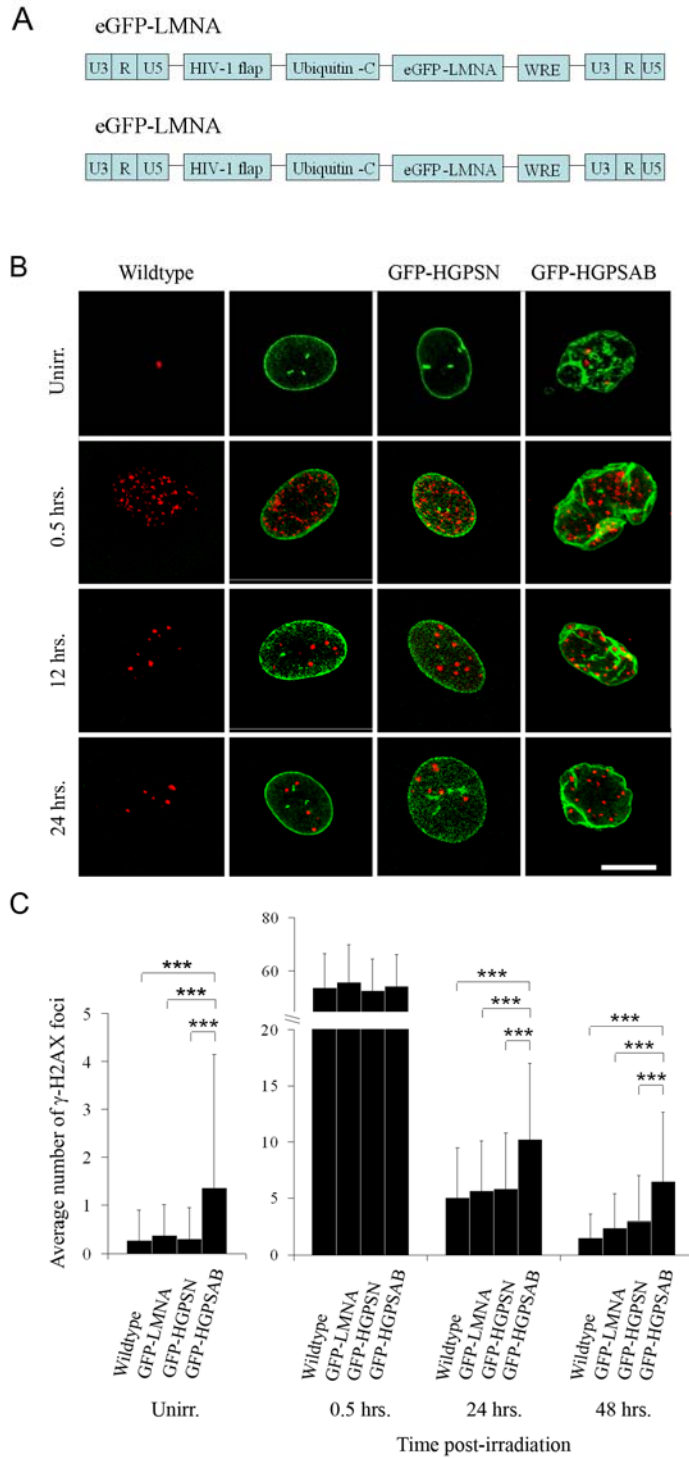 A
eGFP-LMNA
U3 R U5 HIV-1 flap Ubiquitin -C eGFP-LMNA WRE U3 R U5
eGFP-LMNA
U3 R U5 HIV-1 flap Ubiquitin -C eGFP-LMNA WRE U3 R U5
B
Wildtype GFP-HGPSN GFP-HGPSAB
Unirr.
0.5 hrs.
12 hrs.
24 hrs.
C
Average number of γ-H2AX foci
5
4
3
2
1
0
80
60
20
15
10
5
0
***
***
***
***
***
***
***
***
***
Wildtype GFP-LMNA GFP-HGPSN GFP-HGPSAB
Wildtype GFP-LMNA GFP-HGPSN GFP-HGPSAB
Wildtype GFP-LMNA GFP-HGPSN GFP-HGPSAB
Wildtype GFP-LMNA GFP-HGPSN GFP-HGPSAB
Unirr. 0.5 hrs. 24 hrs. 48 hrs.
Time post-irradiation